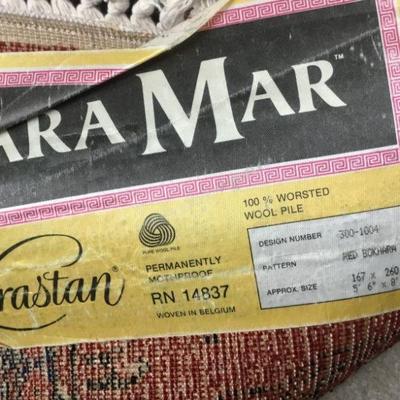 ARA MAR™
100 % WORSTED
WOOL PILE
PURE WOOL PILE
PERMANENTLY
MOTHPROOF
RN 14837
WOVEN IN BELGIUM
rastan®
DESIGN NUMBER 300-1004
PATTERN RED BOKHARA
167 X 260
APPROX. SIZE 5' 6" X 8'